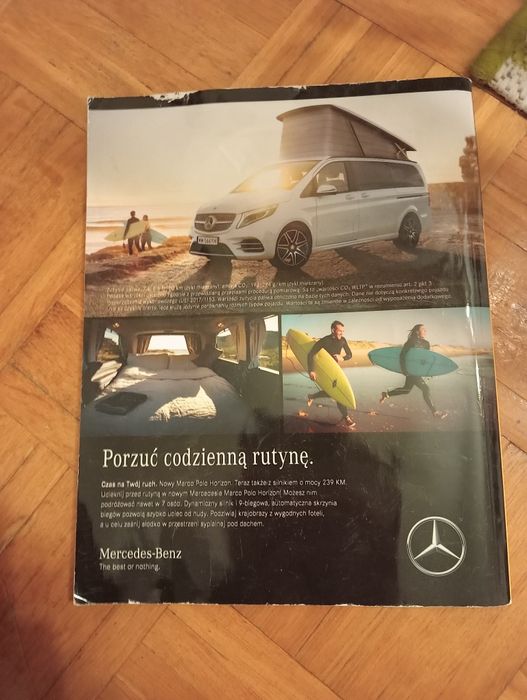 Porzuć codzienną rutynę.
Czas na Twój ruch. Nowy Marco Polo Horizon. Teraz także z silnikiem o mocy 239 KM.
Ucieknij przed rutyną w nowym Mercedesie Marco Polo Horizon! Możesz nim
podróżować nawet w 7 osób. Dynamiczny silnik i 9-biegowa, automatyczna skrzynia
biegów pozwolą szybko uciec od nudy. Podziwiaj krajobrazy z wygodnych foteli,
a u celu zaśnij słodko w przestrzeni sypialnej pod dachem.
Mercedes-Benz
The best or nothing.